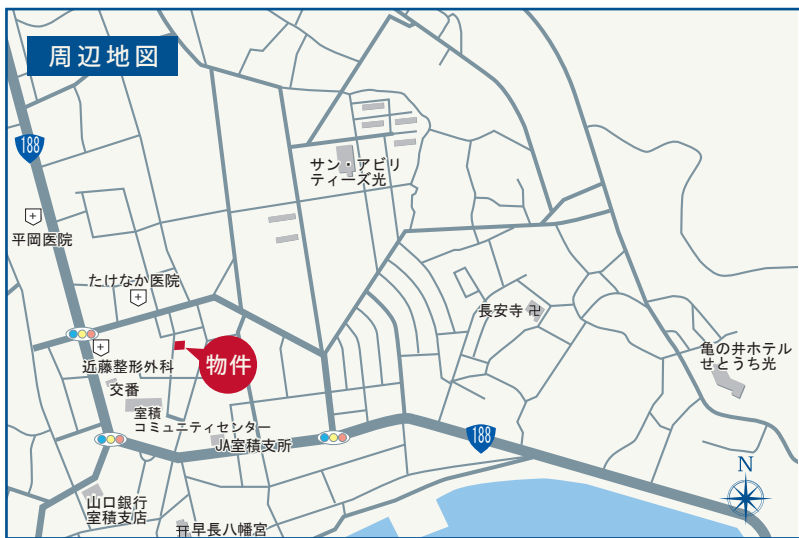 周辺地図
188
サン・アビリ
ティーズ光
平岡医院
たけなか医院
長安寺
近藤整形外科
物件
亀の井ホテル
せとうち光
交番
室積
コミュニティセンター
JA室積支所
188
N
山口銀行
室積支店
早長八幡宮